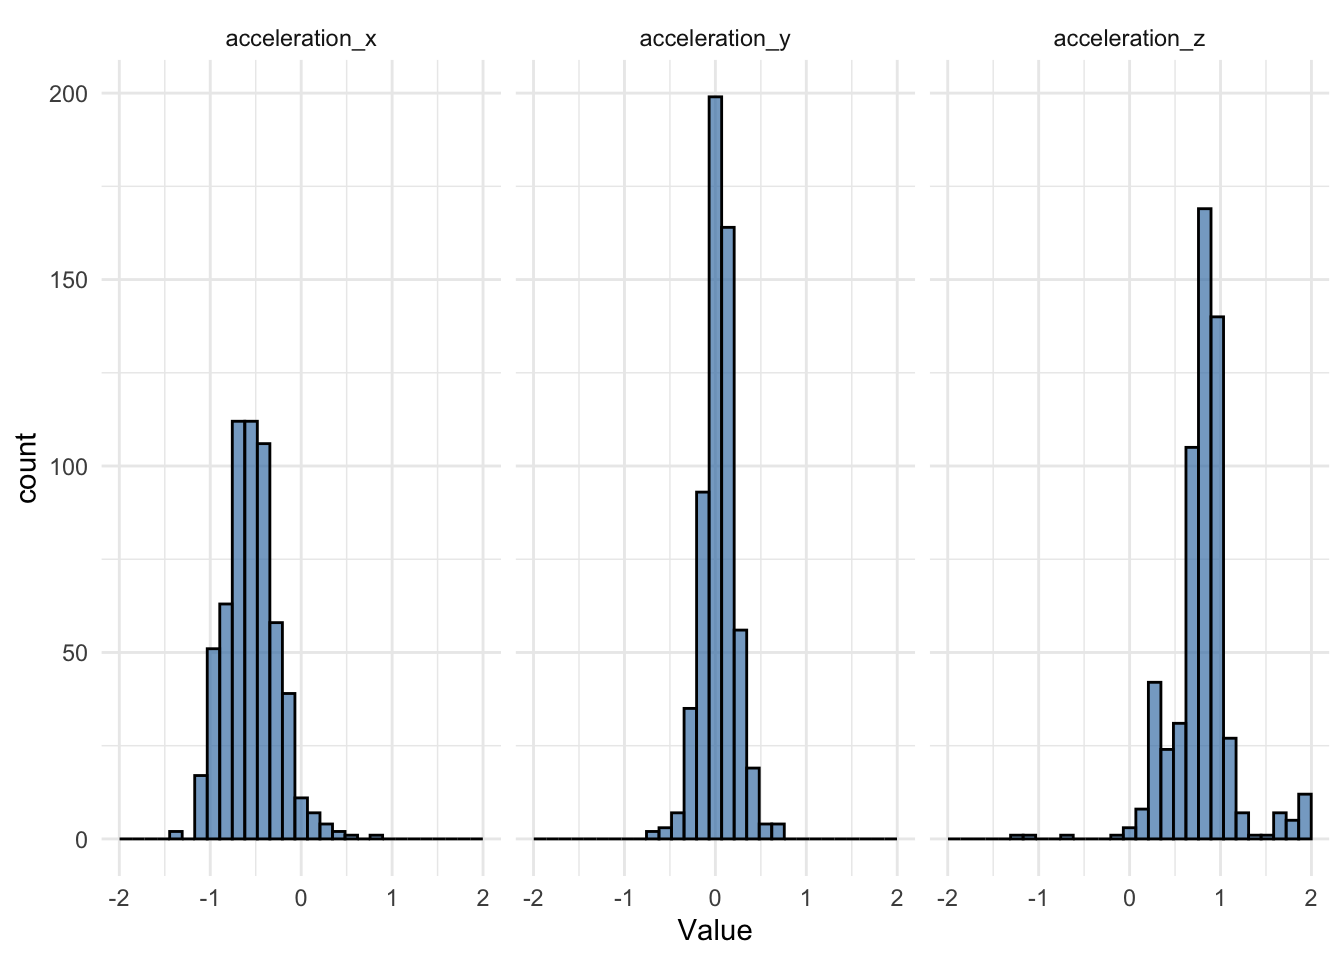 acceleration_x acceleration_y acceleration_z
200
150
100
50
0
count
-2 -1 0 1 2 -2 -1 0 1 2 -2 -1 0 1 2
Value